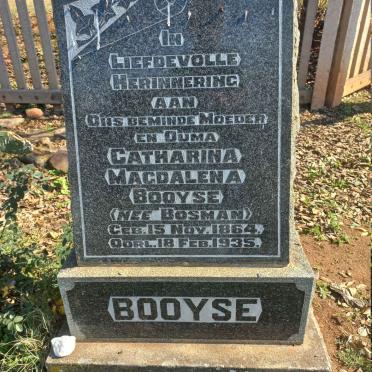 IN
LIEFDEVOLLE
HERINNERING
AAN
ONS BEMINDE MOEDER
EN OUMA
CATHARINA
MAGDALENA
BOOYSE
(NEE BOSMAN)
GEB. 15 NOV. 1864.
OORL. 18 FEB. 1935.
BOOYSE